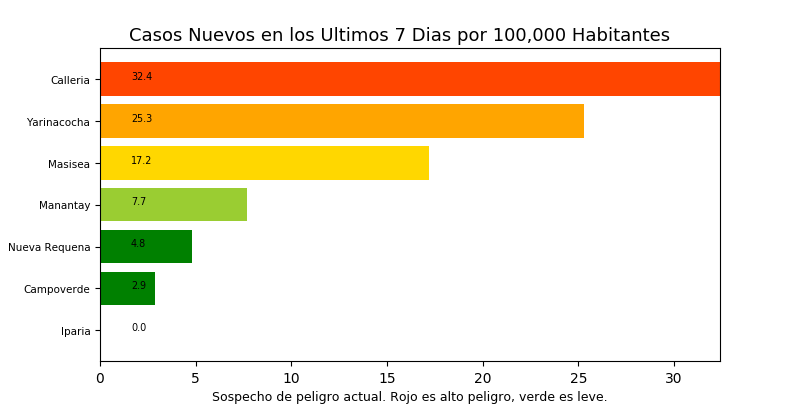 Casos Nuevos en los Ultimos 7 Dias por 100,000 Habitantes
Calleria 32.4
Yarinacocha 25.3
Masisea 17.2
Manantay 7.7
Nueva Requena 4.8
Campoverde 2.9
Iparia 0.0
0 5 10 15 20 25 30
Sospecho de peligro actual. Rojo es alto peligro, verde es leve.